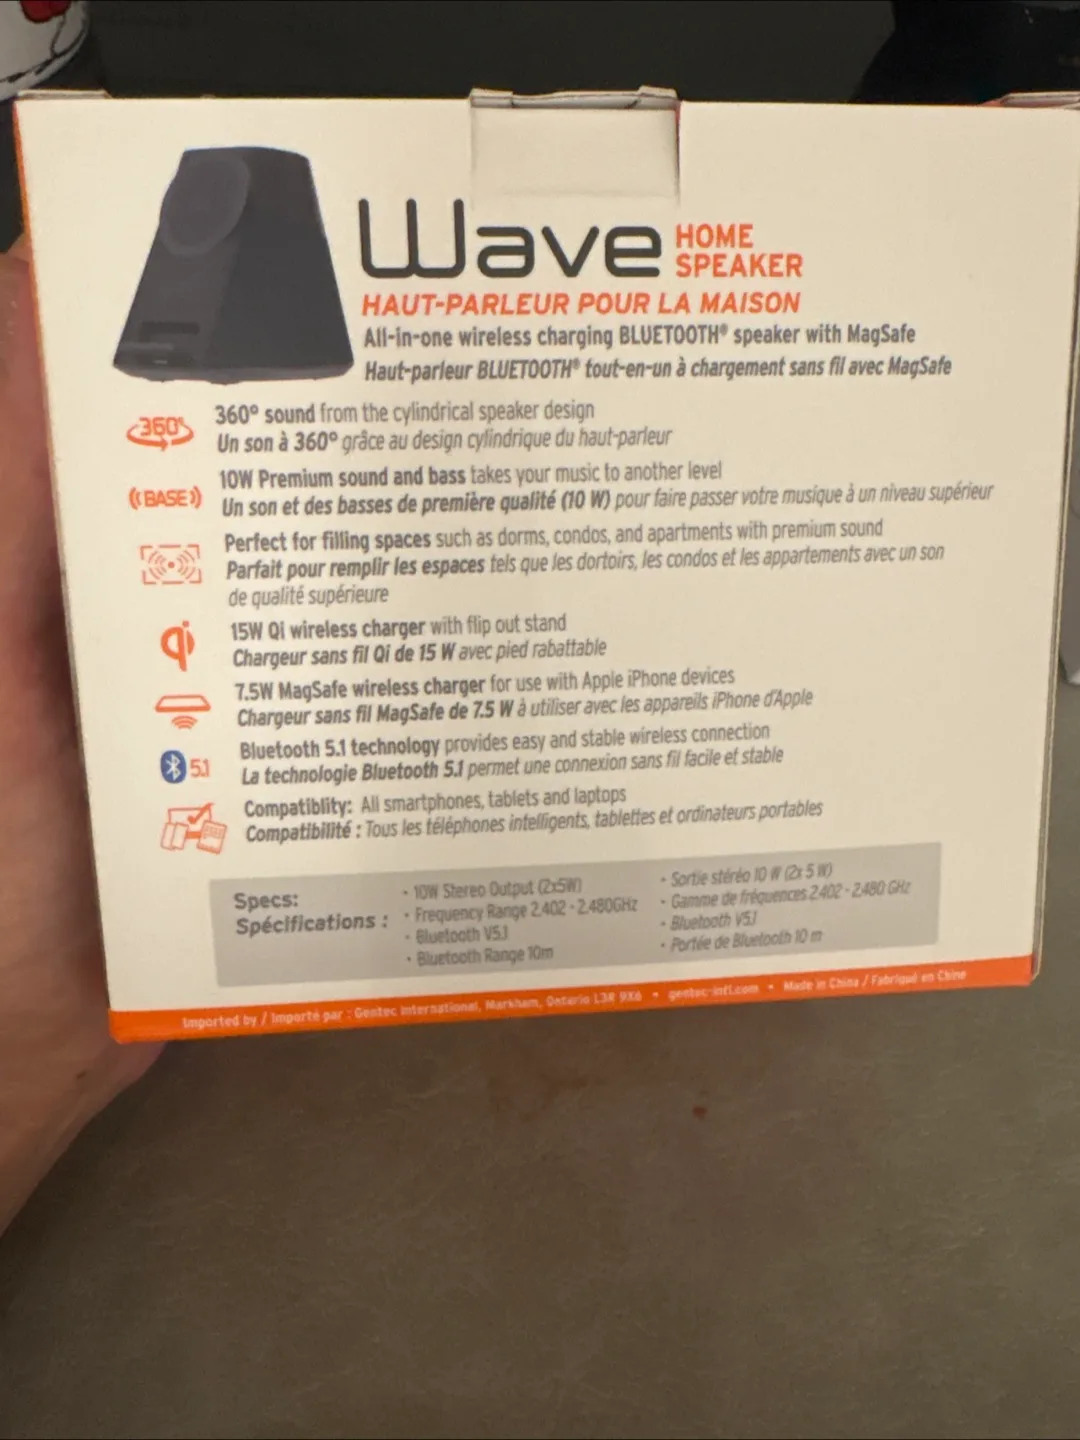 Wave HOME
SPEAKER
HAUT-PARLEUR POUR LA MAISON
All-in-one wireless charging BLUETOOTH® speaker with MagSafe
Haut-parleur BLUETOOTH® tout-en-un à chargement sans fil avec MagSafe
360°
360° sound from the cylindrical speaker design
Un son à 360° grâce au design cylindrique du haut-parleur
BASE
10W Premium sound and bass takes your music to another level
Un son et des basses de première qualité (10 W) pour faire passer votre musique à un niveau supérieur
Perfect for filling spaces such as dorms, condos, and apartments with premium sound
Parfait pour remplir les espaces tels que les dortoirs, les condos et les appartements avec un son
de qualité supérieure
qi
15W Qi wireless charger with flip out stand
Chargeur sans fil Qi de 15 W avec pied rabattable
7.5W MagSafe wireless charger for use with Apple iPhone devices
Chargeur sans fil MagSafe de 7.5 W à utiliser avec les appareils iPhone d'Apple
5.1
Bluetooth 5.1 technology provides easy and stable wireless connection
La technologie Bluetooth 5.1 permet une connexion sans fil facile et stable
Compatiblity: All smartphones, tablets and laptops
Compatibilité : Tous les téléphones intelligents, tablettes et ordinateurs portables
Specs:
Spécifications :
• 10W Stereo Output (2x5W)
• Frequency Range 2.402 - 2.480GHz
• Bluetooth V5.1
• Bluetooth Range 10m
• Sortie stéréo 10 W (2x 5 W)
• Gamme de fréquences 2.402 - 2.480 GHz
• Bluetooth V5.1
• Portée de Bluetooth 10 m
Imported by / Importé par : Gentec International, Markham, Ontario L3R 9X6 • gentec-intl.com • Made in China / Fabriqué en Chine